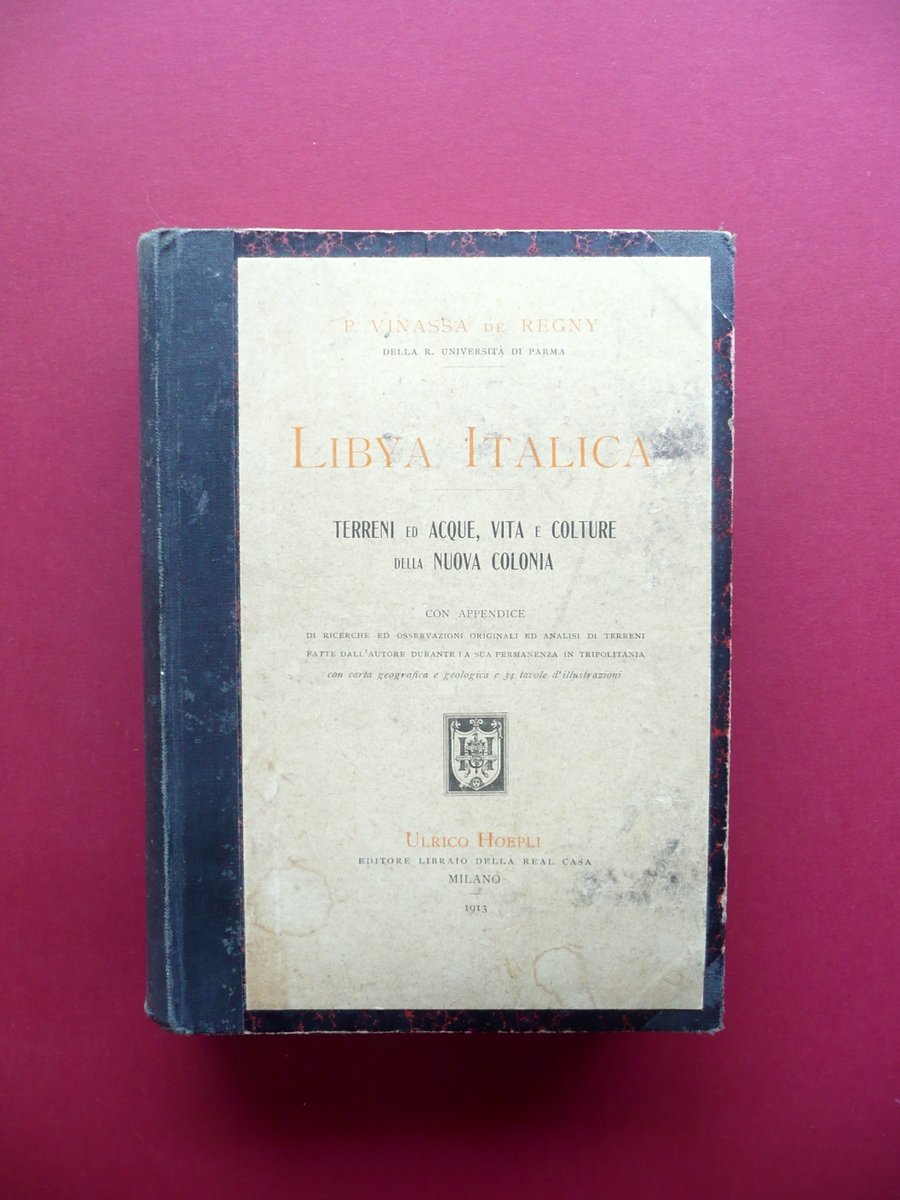 P. VINASSA DE REGNY
DELLA R. UNIVERSITÀ DI PARMA
LIBYA ITALICA
TERRENI ED ACQUE, VITA E COLTURE
DELLA NUOVA COLONIA
CON APPENDICE
DI RICERCHE ED OSSERVAZIONI ORIGINALI ED ANALISI DI TERRENI
FATTE DALL'AUTORE DURANTE LA SUA PERMANENZA IN TRIPOLITANIA
con carta geografica e geologica e 34 tavole d'illustrazioni
ULRICO HOEPLI
EDITORE LIBRAIO DELLA REAL CASA
MILANO
1913